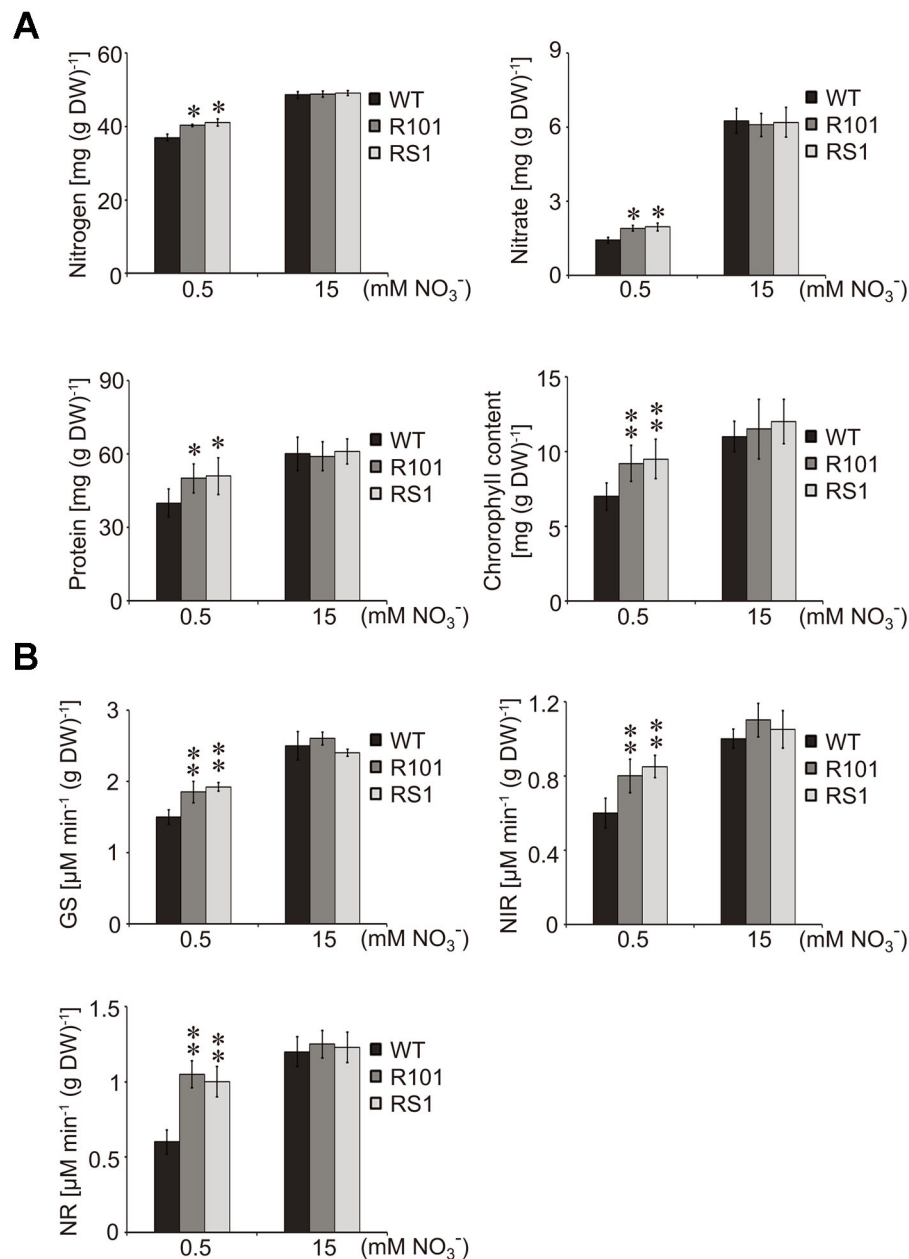 A
Nitrogen [mg (g DW)⁻¹]
60
40
20
0
* *
0.5 15 (mM NO₃⁻)
WT
R101
RS1
Nitrate [mg (g DW)⁻¹]
9
6
3
0
* *
0.5 15 (mM NO₃⁻)
WT
R101
RS1
Protein [mg (g DW)⁻¹]
90
60
30
0
* *
0.5 15 (mM NO₃⁻)
WT
R101
RS1
Chrorophyll content
[mg (g DW)⁻¹]
15
10
5
0
** **
0.5 15 (mM NO₃⁻)
WT
R101
RS1
B
GS [µM min⁻¹ (g DW)⁻¹]
3
2
1
0
** **
0.5 15 (mM NO₃⁻)
WT
R101
RS1
NIR [µM min⁻¹ (g DW)⁻¹]
1.2
0.8
0.4
0
** **
0.5 15 (mM NO₃⁻)
WT
R101
RS1
NR [µM min⁻¹ (g DW)⁻¹]
1.5
1
0.5
0
** **
0.5 15 (mM NO₃⁻)
WT
R101
RS1